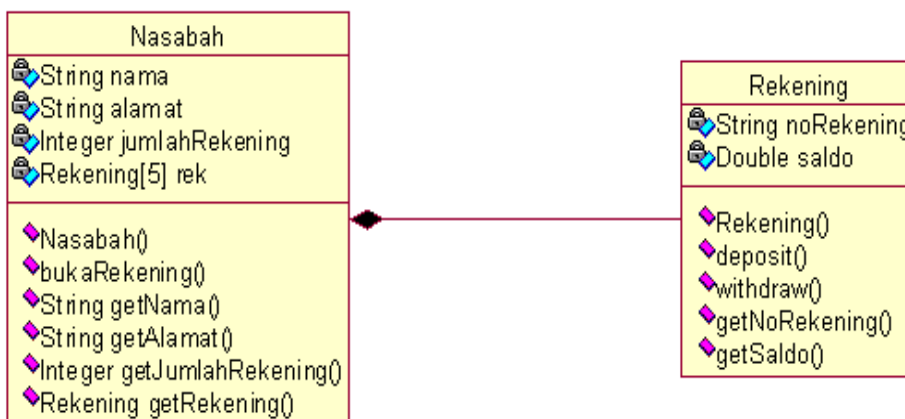 Nasabah
String nama
String alamat
Integer jumlahRekening
Rekening[5] rek
Nasabah()
bukaRekening()
String getNama()
String getAlamat()
Integer getJumlahRekening()
Rekening getRekening()
Rekening
String noRekening
Double saldo
Rekening()
deposit()
withdraw()
getNoRekening()
getSaldo()